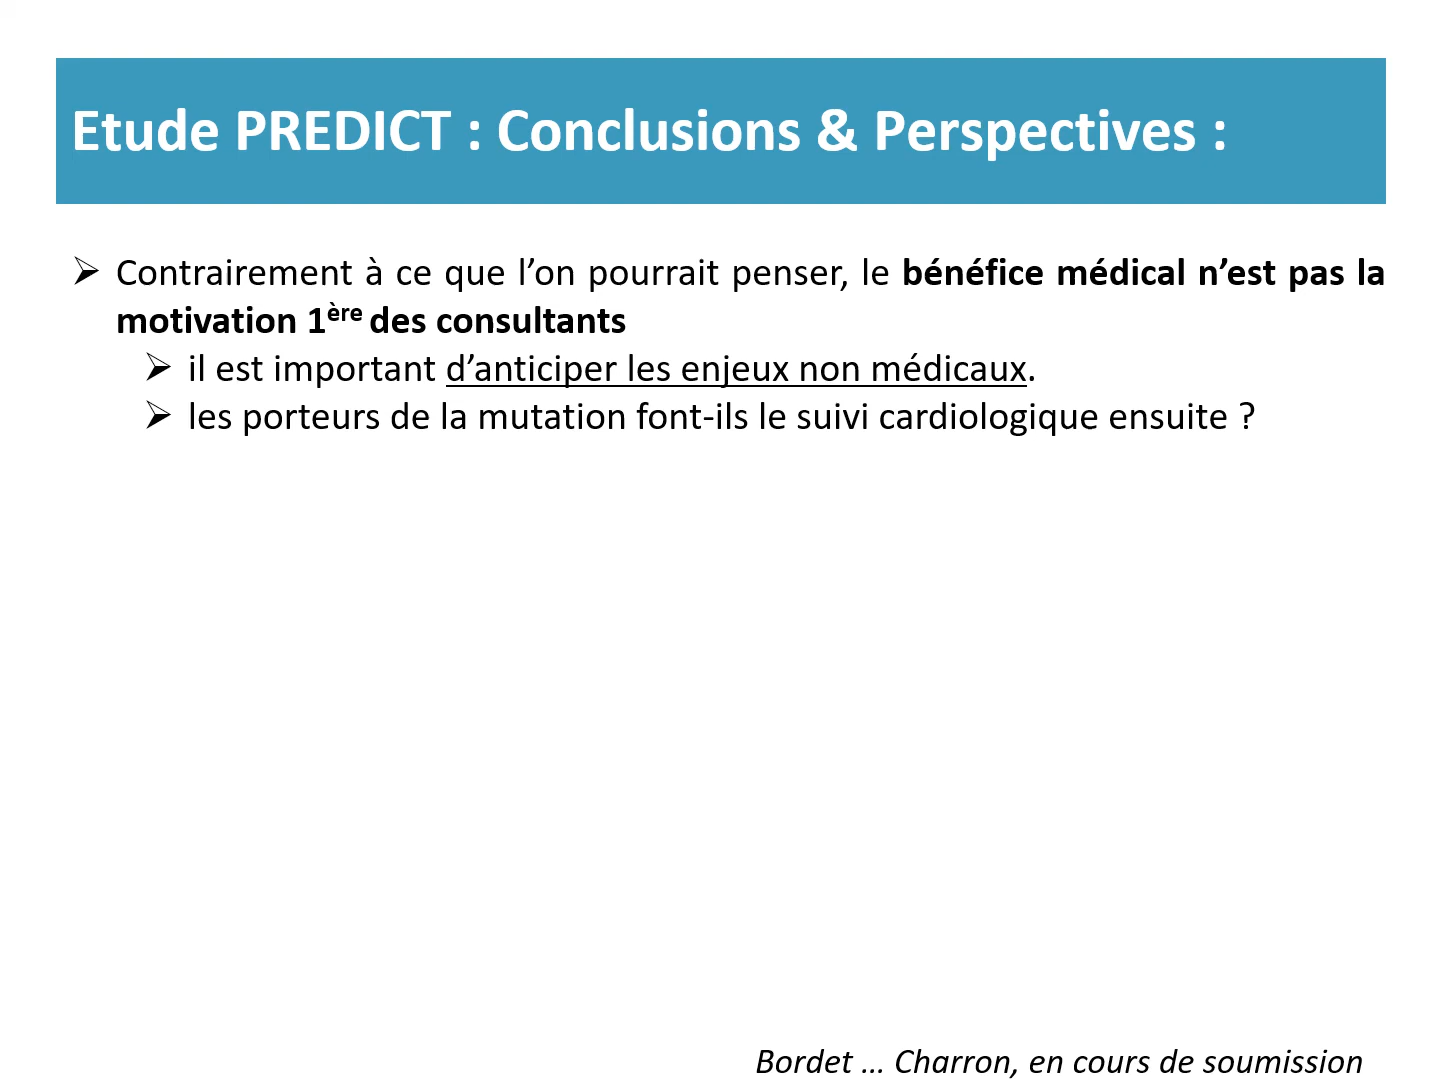 Etude PREDICT : Conclusions & Perspectives :
➢ Contrairement à ce que l’on pourrait penser, le bénéfice médical n’est pas la
motivation 1ère des consultants
➢ il est important d’anticiper les enjeux non médicaux.
➢ les porteurs de la mutation font-ils le suivi cardiologique ensuite ?
Bordet … Charron, en cours de soumission